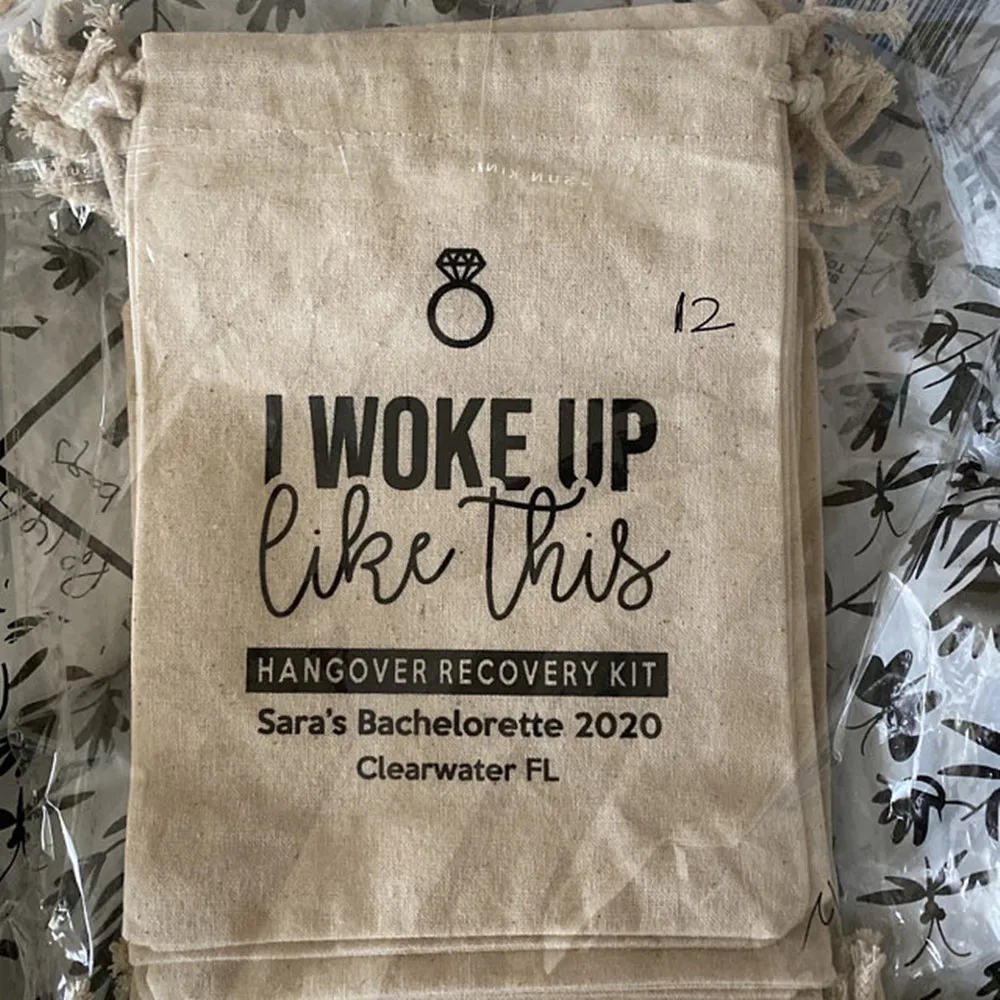 12
I WOKE UP
like this
HANGOVER RECOVERY KIT
Sara's Bachelorette 2020
Clearwater FL